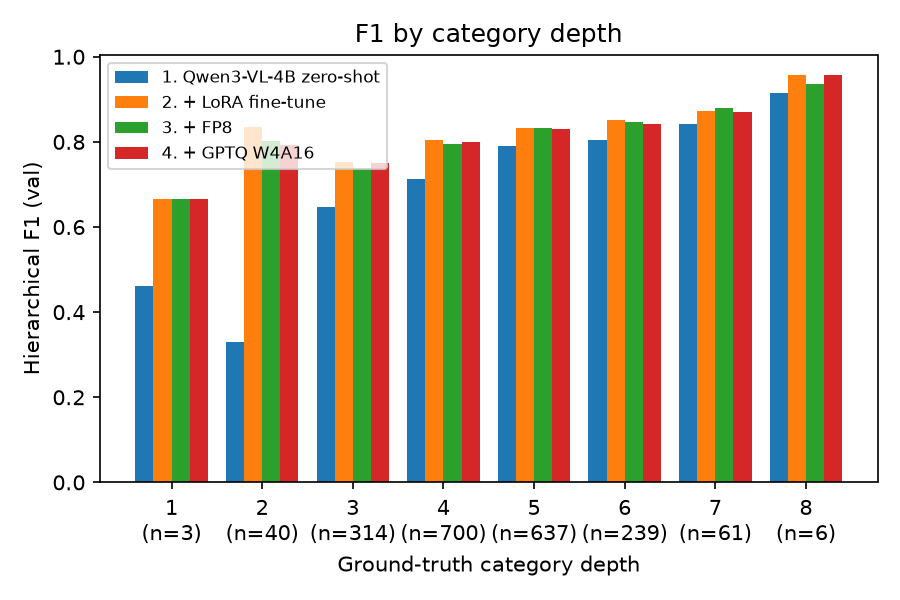 F1 by category depth
1. Qwen3-VL-4B zero-shot
2. + LoRA fine-tune
3. + FP8
4. + GPTQ W4A16
Hierarchical F1 (val)
1.0
0.8
0.6
0.4
0.2
0.0
1 2 3 4 5 6 7 8
(n=3) (n=40) (n=314) (n=700) (n=637) (n=239) (n=61) (n=6)
Ground-truth category depth